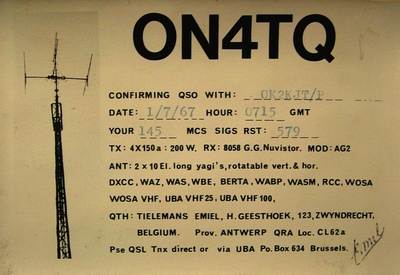 ON4TQ
CONFIRMING QSO WITH: OK2KJT/P
DATE: 1/7/67 HOUR: 0715 GMT
YOUR 145 MCS SIGS RST: 579
TX: 4X150a : 200 W, RX: 8058 G.G. Nuvistor. MOD: AG2
ANT: 2 x 10 El. long yagi's, rotatable vert. & hor.
DXCC, WAZ, WAS, WBE, BERTA, WABP, WASM, RCC, WOSA
WOSA VHF, UBA VHF25, UBA VHF 100,
QTH: TIELEMANS EMIEL, H. GEESTHOEK, 123, ZWYNDRECHT,
BELGIUM. Prov. ANTWERP QRA Loc. CL62a
Pse QSL Tnx direct or via UBA Po. Box 634 Brussels.
Emiel